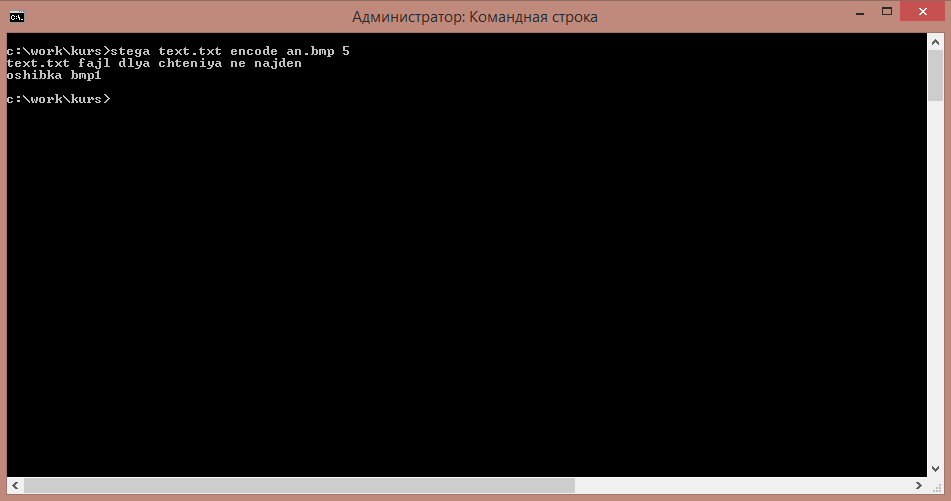 Администратор: Командная строка
c:\work\kurs>stega text.txt encode an.bmp 5
text.txt fajl dlya chteniya ne najden
oshibka bmp1
c:\work\kurs>